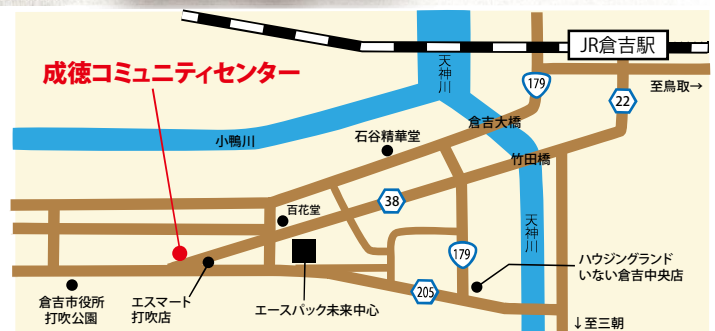 JR倉吉駅
成徳コミュニティセンター
天神川
179
至鳥取→
22
倉吉大橋
小鴨川
石谷精華堂
竹田橋
38
百花堂
天神川
179
ハウジングランド
いない倉吉中央店
205
倉吉市役所
打吹公園
エスマート
打吹店
エースパック未来中心
↓至三朝